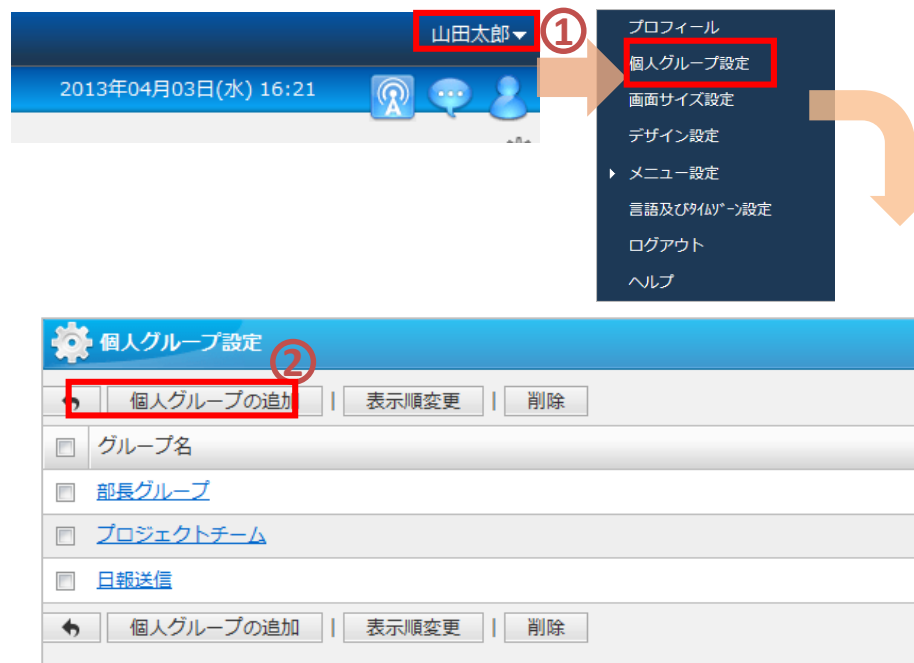 山田太郎▼
①
2013年04月03日(水) 16:21
プロフィール
個人グループ設定
画面サイズ設定
デザイン設定
メニュー設定
言語及びﾀｲﾑｿﾞｰﾝ設定
ログアウト
ヘルプ
個人グループ設定
②
個人グループの追加 | 表示順変更 | 削除
グループ名
部長グループ
プロジェクトチーム
日報送信
個人グループの追加 | 表示順変更 | 削除